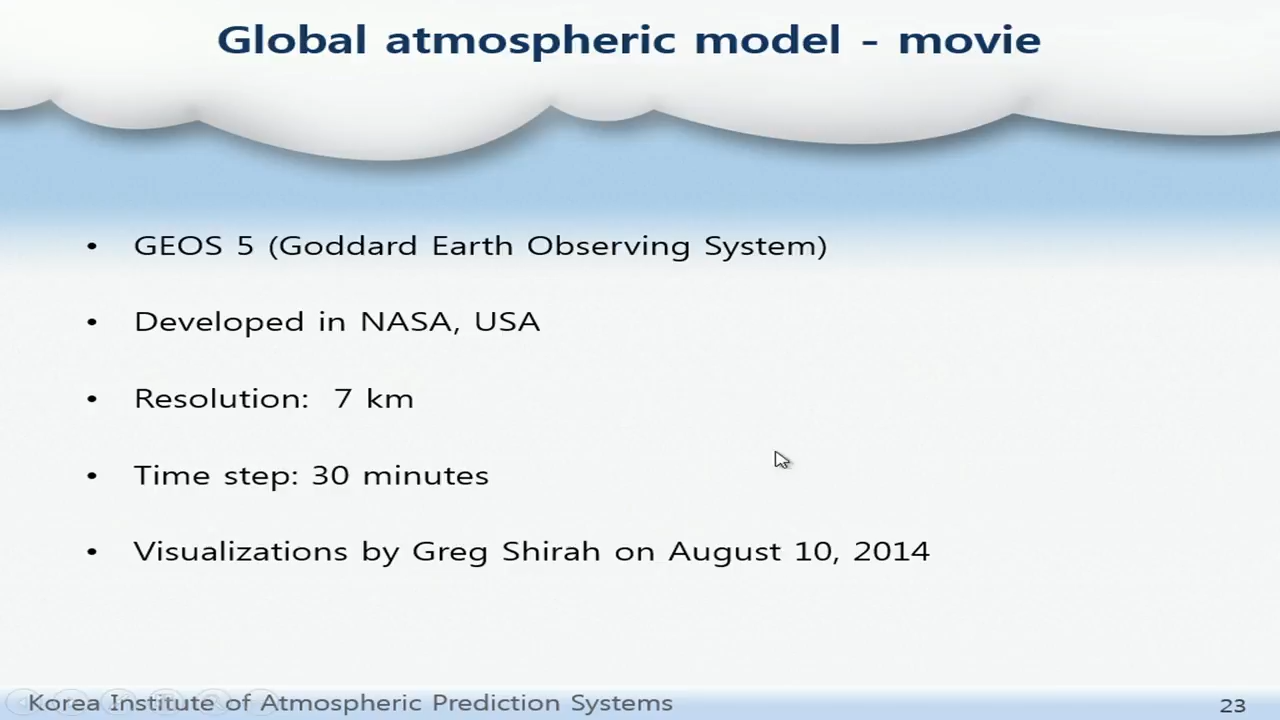 Global atmospheric model - movie
• GEOS 5 (Goddard Earth Observing System)
• Developed in NASA, USA
• Resolution: 7 km
• Time step: 30 minutes
• Visualizations by Greg Shirah on August 10, 2014
Korea Institute of Atmospheric Prediction Systems
23